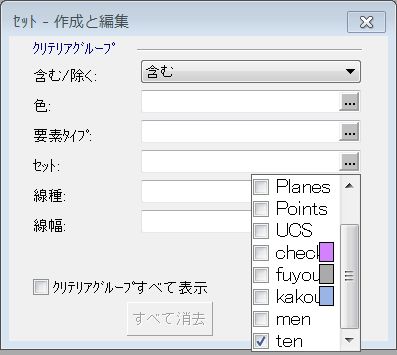 ｾｯﾄ - 作成と編集
ｸﾘﾃﾘｱｸﾞﾙｰﾌﾟ
含む/除く: 含む
色: ...
要素ﾀｲﾌﾟ: ...
ｾｯﾄ: ...
線種:
線幅:
Planes
Points
UCS
check
fuyou
kakou
men
ten
ｸﾘﾃﾘｱｸﾞﾙｰﾌﾟすべて表示
すべて消去